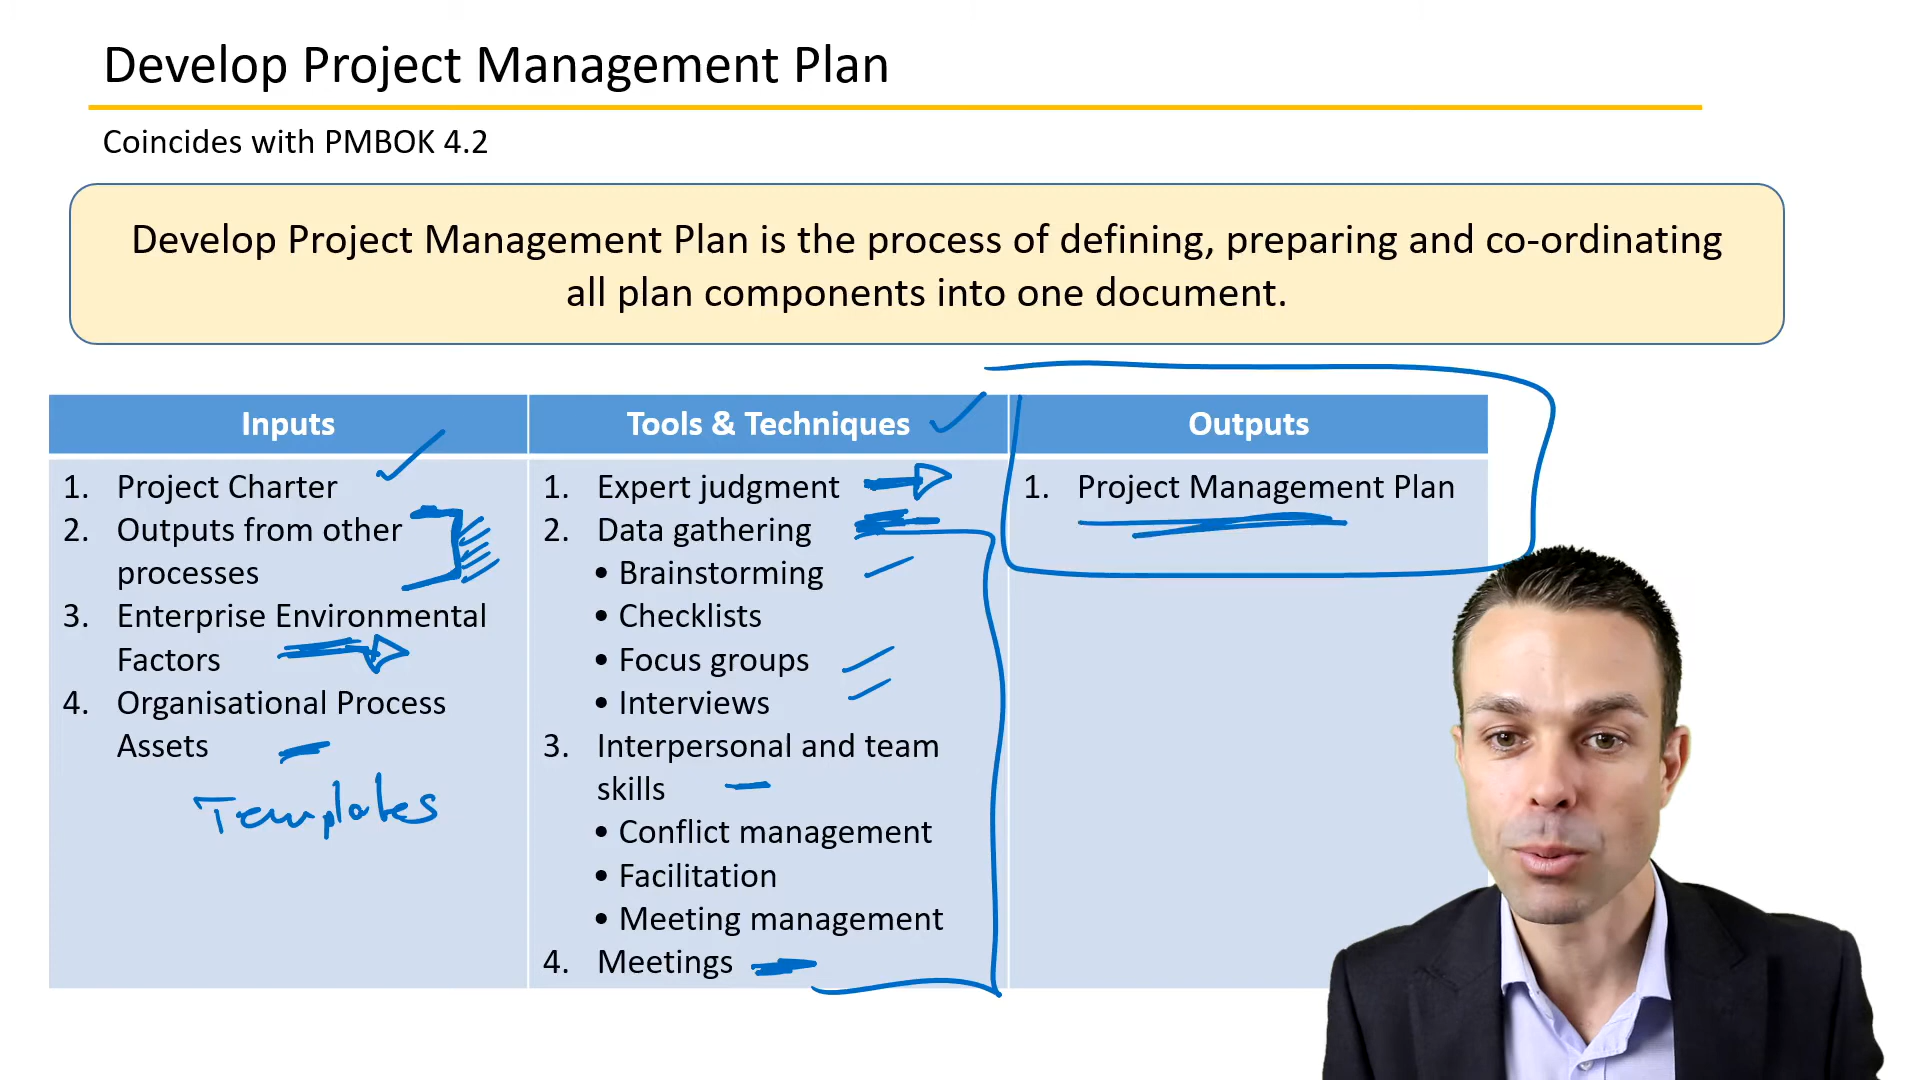 Develop Project Management Plan
Coincides with PMBOK 4.2
Develop Project Management Plan is the process of defining, preparing and co-ordinating
all plan components into one document.
Inputs
1. Project Charter
2. Outputs from other
processes
3. Enterprise Environmental
Factors
4. Organisational Process
Assets
Templates
Tools & Techniques
1. Expert judgment
2. Data gathering
• Brainstorming
• Checklists
• Focus groups
• Interviews
3. Interpersonal and team
skills
• Conflict management
• Facilitation
• Meeting management
4. Meetings
Outputs
1. Project Management Plan